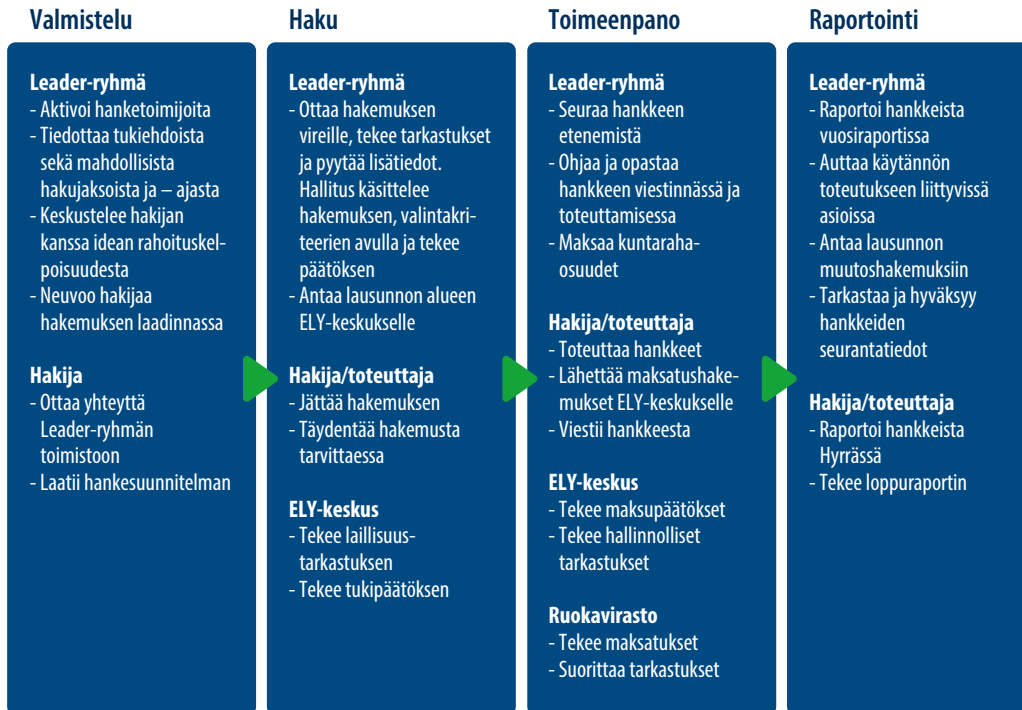 Valmistelu
Leader-ryhmä
- Aktivoi hanketoimijoita
- Tiedottaa tukiehdoista
sekä mahdollisista
hakujaksoista ja – ajasta
- Keskustelee hakijan
kanssa idean rahoituskel-
poisuudesta
- Neuvoo hakijaa
hakemuksen laadinnassa
Hakija
- Ottaa yhteyttä
Leader-ryhmän
toimistoon
- Laatii hankesuunnitelman
Haku
Leader-ryhmä
- Ottaa hakemuksen
vireille, tekee tarkastukset
ja pyytää lisätiedot.
Hallitus käsittelee
hakemuksen, valintakri-
teerien avulla ja tekee
päätöksen
- Antaa lausunnon alueen
ELY-keskukselle
Hakija/toteuttaja
- Jättää hakemuksen
- Täydentää hakemusta
tarvittaessa
ELY-keskus
- Tekee laillisuus-
tarkastuksen
- Tekee tukipäätöksen
Toimeenpano
Leader-ryhmä
- Seuraa hankkeen
etenemistä
- Ohjaa ja opastaa
hankkeen viestinnässä ja
toteuttamisessa
- Maksaa kuntaraha-
osuudet
Hakija/toteuttaja
- Toteuttaa hankkeet
- Lähettää maksatushake-
mukset ELY-keskukselle
- Viestii hankkeesta
ELY-keskus
- Tekee maksupäätökset
- Tekee hallinnolliset
tarkastukset
Ruokavirasto
- Tekee maksatukset
- Suorittaa tarkastukset
Raportointi
Leader-ryhmä
- Raportoi hankkeista
vuosiraportissa
- Auttaa käytännön
toteutukseen liittyvissä
asioissa
- Antaa lausunnon
muutoshakemuksiin
- Tarkastaa ja hyväksyy
hankkeiden
seurantatiedot
Hakija/toteuttaja
- Raportoi hankkeista
Hyrrässä
- Tekee loppuraportin